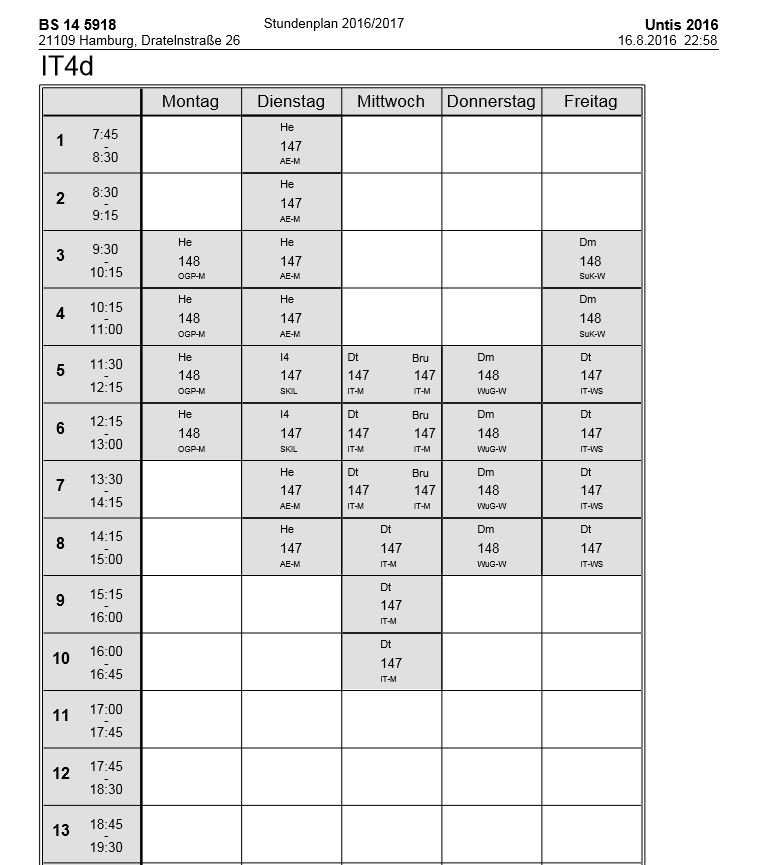 BS 14 5918 Stundenplan 2016/2017 Untis 2016
21109 Hamburg, Dratelnstraße 26 16.8.2016 22:58
IT4d
Montag Dienstag Mittwoch Donnerstag Freitag
1 7:45 - 8:30
He
147
AE-M
2 8:30 - 9:15
He
147
AE-M
3 9:30 - 10:15
He He Dm
148 147 148
OGP-M AE-M SuK-W
4 10:15 - 11:00
He He Dm
148 147 148
OGP-M AE-M SuK-W
5 11:30 - 12:15
He I4 Dt Bru Dm Dt
148 147 147 147 148 147
OGP-M SKIL IT-M IT-M WuG-W IT-WS
6 12:15 - 13:00
He I4 Dt Bru Dm Dt
148 147 147 147 148 147
OGP-M SKIL IT-M IT-M WuG-W IT-WS
7 13:30 - 14:15
He Dt Bru Dm Dt
147 147 147 148 147
AE-M IT-M IT-M WuG-W IT-WS
8 14:15 - 15:00
He Dt Dm Dt
147 147 148 147
AE-M IT-M WuG-W IT-WS
9 15:15 - 16:00
Dt
147
IT-M
10 16:00 - 16:45
Dt
147
IT-M
11 17:00 - 17:45
12 17:45 - 18:30
13 18:45 - 19:30